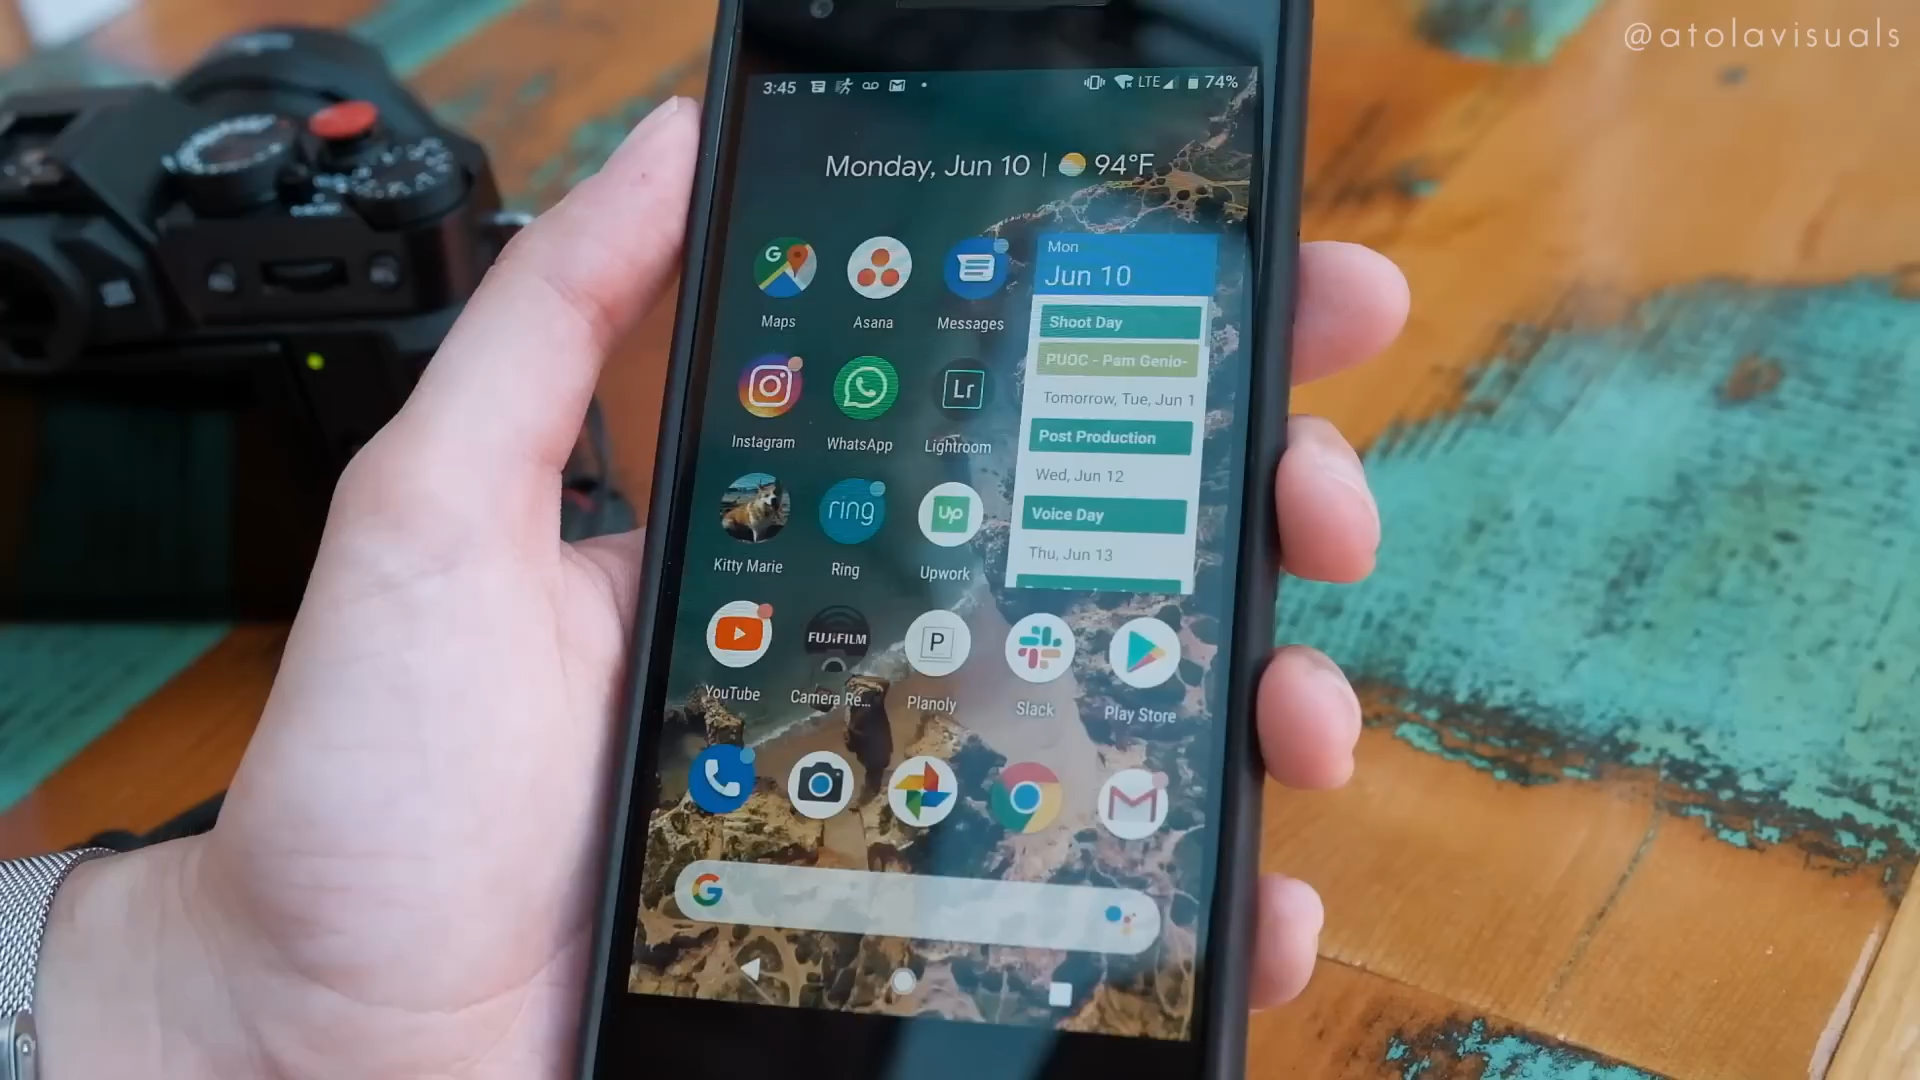 @atolavisuals
3:45
LTE 74%
Monday, Jun 10 | 94°F
Mon
Jun 10
Shoot Day
PUOC - Pam Genio-
Tomorrow, Tue, Jun 1
Post Production
Wed, Jun 12
Voice Day
Thu, Jun 13
Maps
Asana
Messages
Instagram
WhatsApp
Lr
Lightroom
Kitty Marie
ring
Ring
Up
Upwork
YouTube
FUJIFILM
Camera Re...
P
Planoly
Slack
Play Store